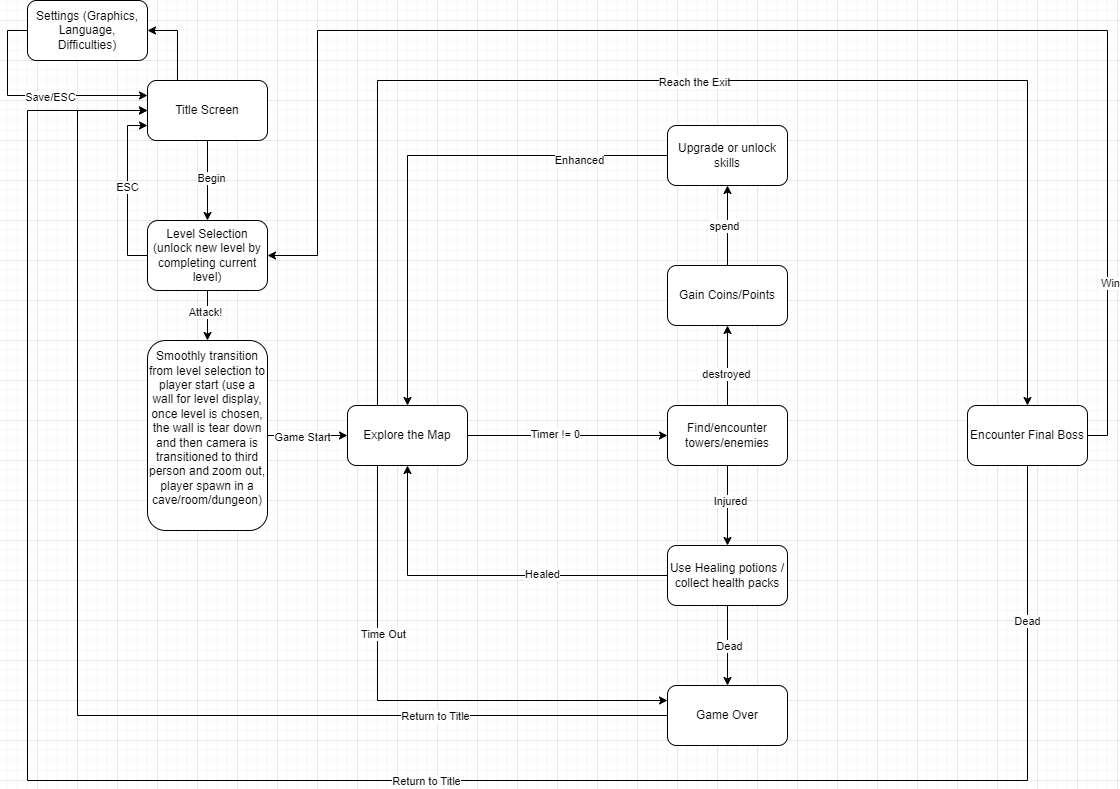 Settings (Graphics,
Language,
Difficulties)
Reach the Exit
Save/ESC
Title Screen
Upgrade or unlock
skills
Enhanced
Begin
ESC
spend
Level Selection
(unlock new level by
completing current
level)
Gain Coins/Points
Win
Attack!
destroyed
Smoothly transition
from level selection to
player start (use a
wall for level display,
once level is chosen,
the wall is tear down
and then camera is
transitioned to third
person and zoom out,
player spawn in a
cave/room/dungeon)
Game Start
Explore the Map
Timer != 0
Find/encounter
towers/enemies
Encounter Final Boss
Injured
Use Healing potions /
collect health packs
Healed
Time Out
Dead
Dead
Game Over
Return to Title
Return to Title